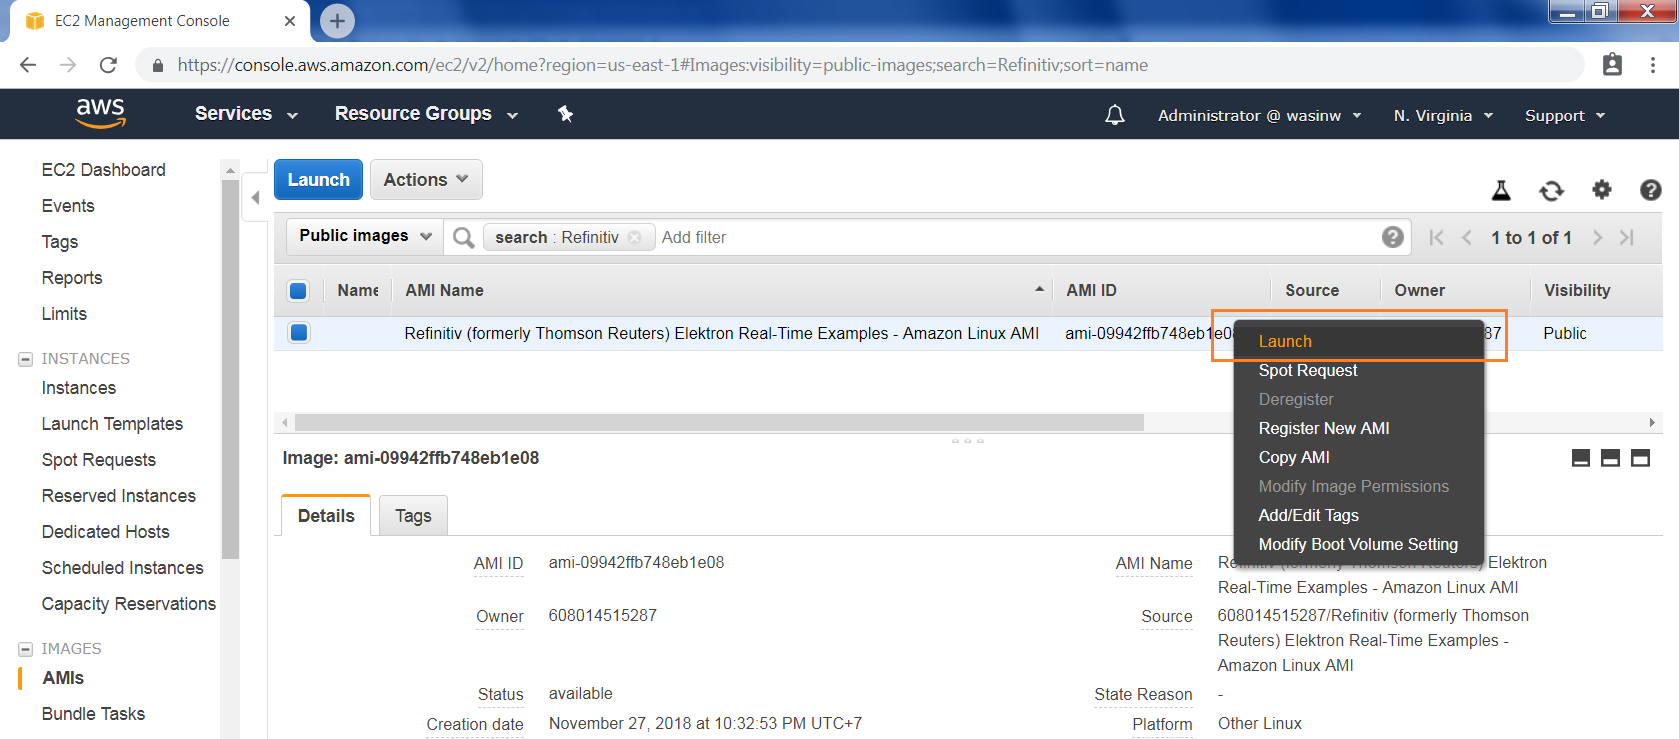 EC2 Management Console
https://console.aws.amazon.com/ec2/v2/home?region=us-east-1#Images:visibility=public-images;search=Refinitiv;sort=name
aws
Services
Resource Groups
Administrator @ wasinw
N. Virginia
Support
EC2 Dashboard
Events
Tags
Reports
Limits
INSTANCES
Instances
Launch Templates
Spot Requests
Reserved Instances
Dedicated Hosts
Scheduled Instances
Capacity Reservations
IMAGES
AMIs
Bundle Tasks
Launch
Actions
Public images
search : Refinitiv
Add filter
1 to 1 of 1
Name
AMI Name
AMI ID
Source
Owner
Visibility
Refinitiv (formerly Thomson Reuters) Elektron Real-Time Examples - Amazon Linux AMI
ami-09942ffb748eb1e0
87
Public
Launch
Spot Request
Deregister
Register New AMI
Copy AMI
Modify Image Permissions
Add/Edit Tags
Modify Boot Volume Setting
Image: ami-09942ffb748eb1e08
Details
Tags
AMI ID
ami-09942ffb748eb1e08
AMI Name
Refinitiv (formerly Thomson Reuters) Elektron
Real-Time Examples - Amazon Linux AMI
Owner
608014515287
Source
608014515287/Refinitiv (formerly Thomson
Reuters) Elektron Real-Time Examples -
Amazon Linux AMI
Status
available
State Reason
-
Creation date
November 27, 2018 at 10:32:53 PM UTC+7
Platform
Other Linux